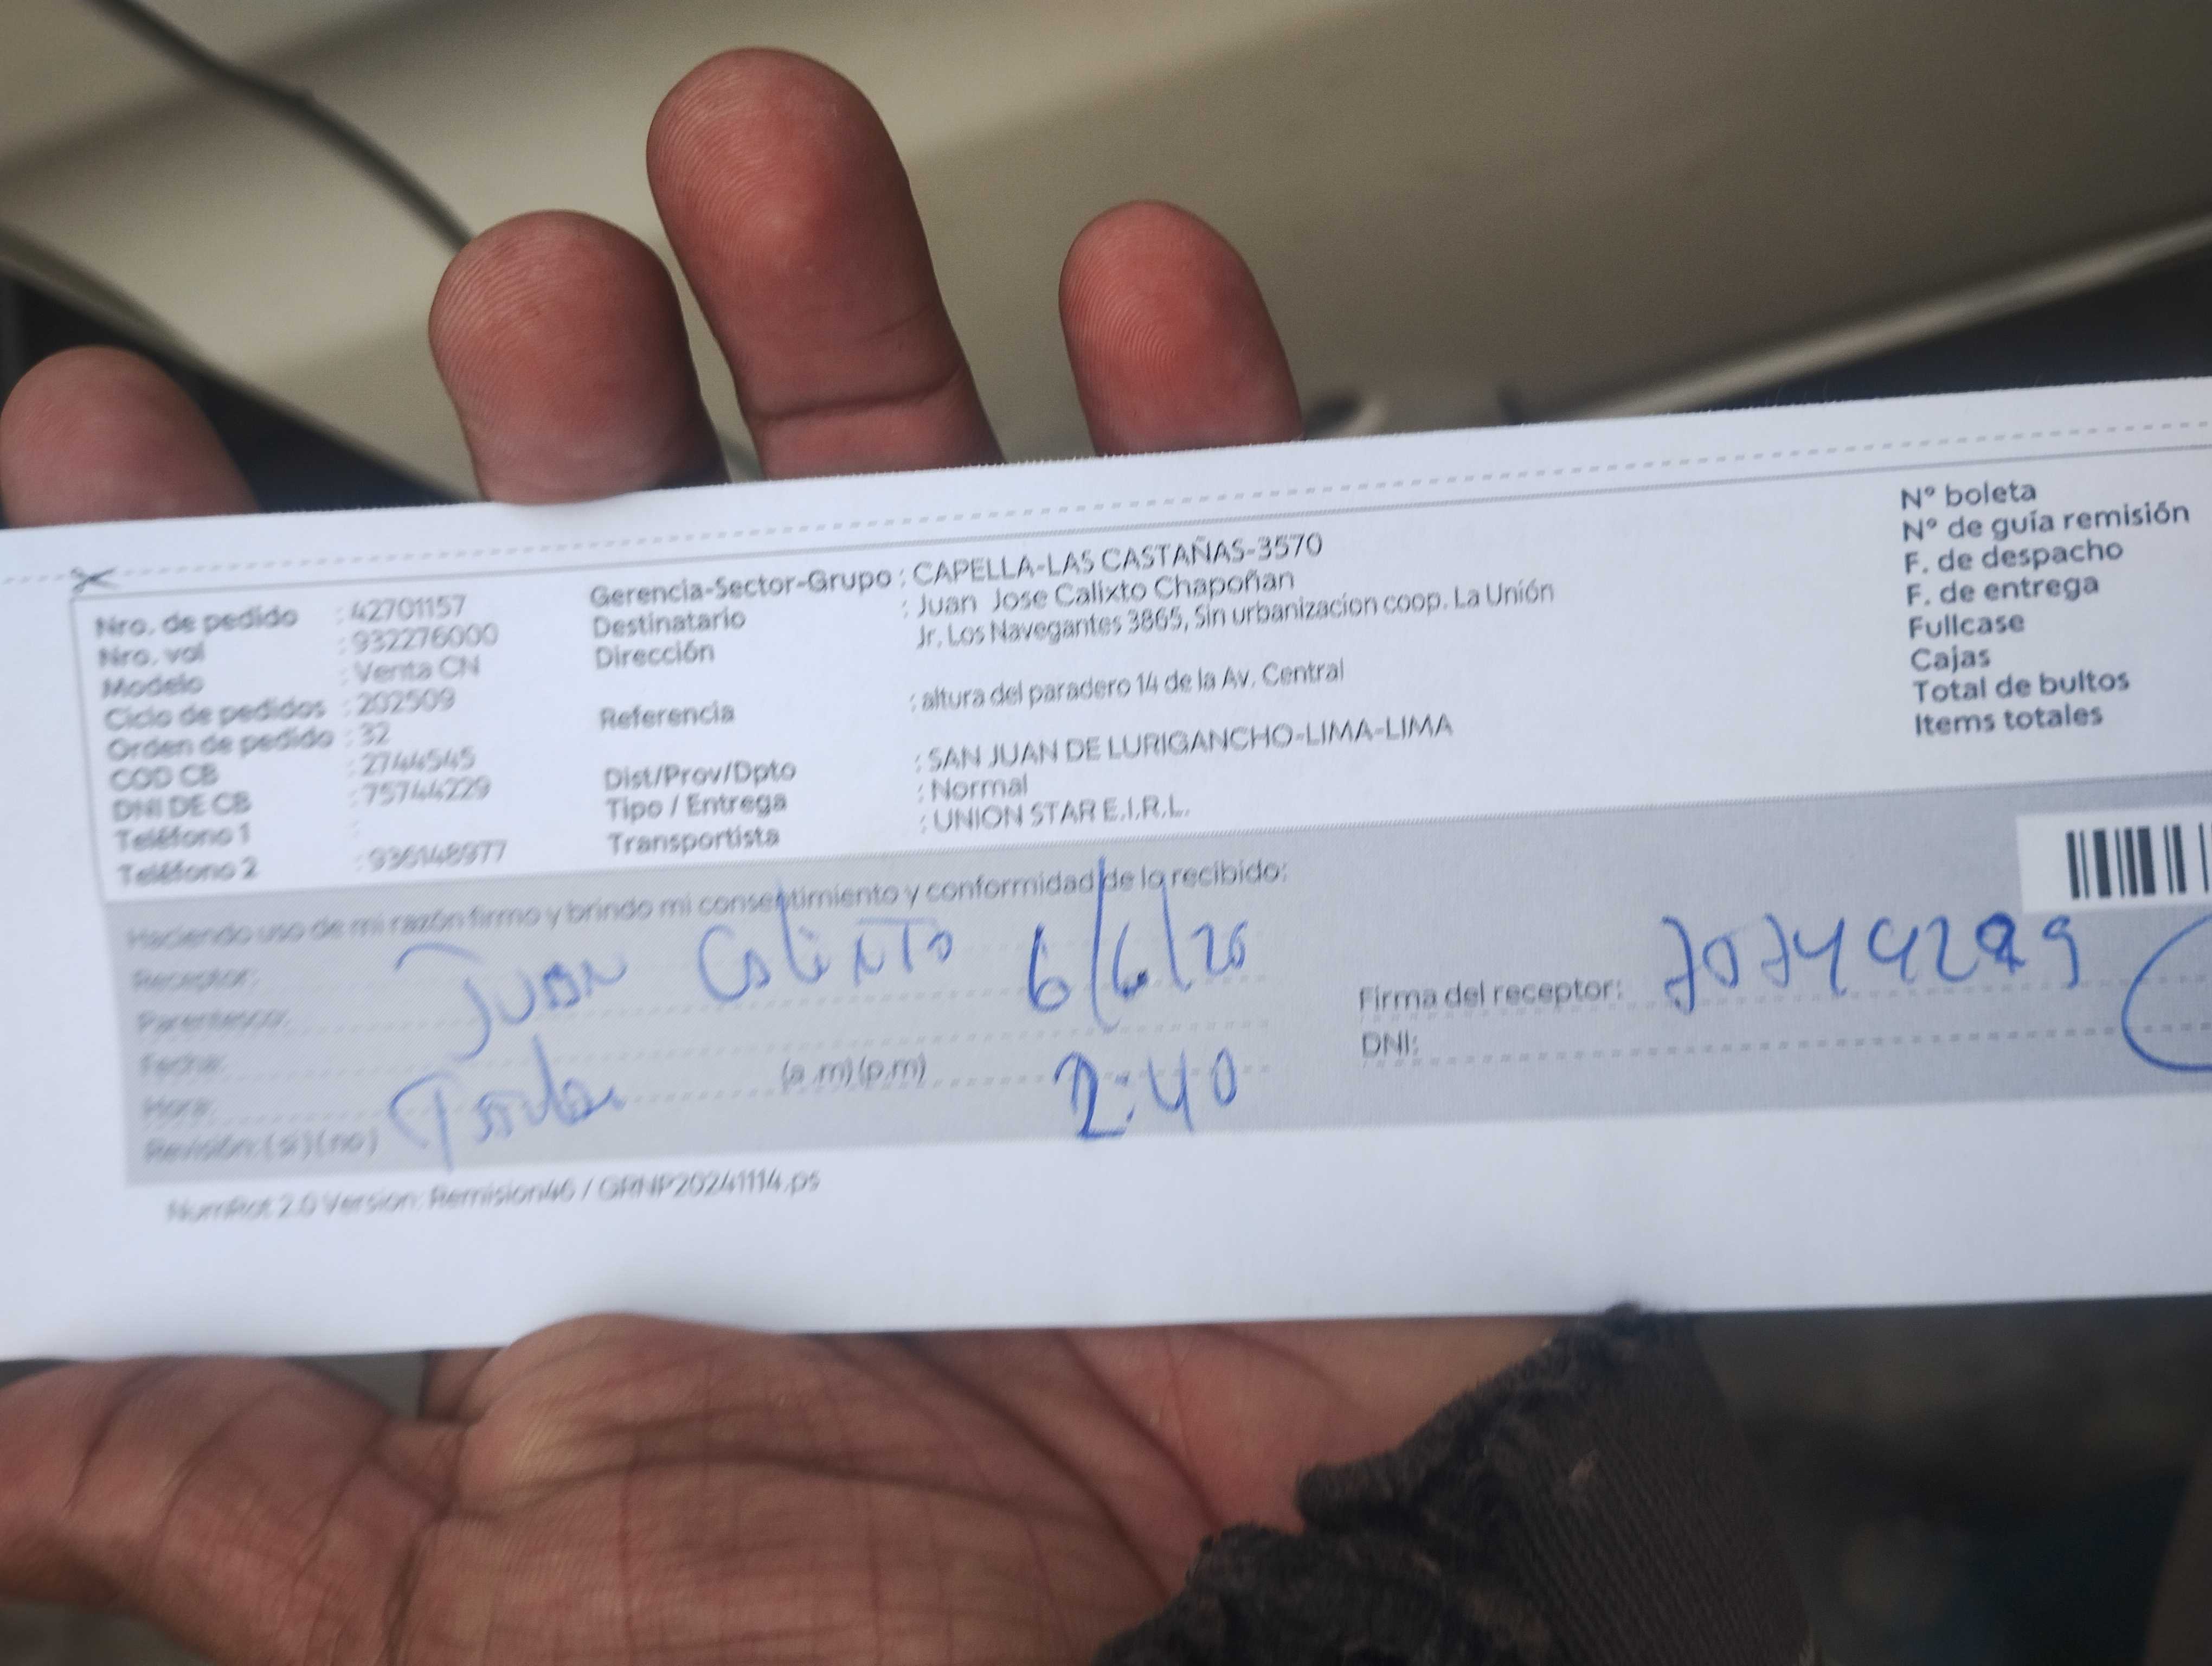 Nro. de pedido : 42701157
Nro. val : 932276000
Modelo : Venta CN
Ciclo de pedidos : 202509
Orden de pedido : 32
COD CB : 2744545
DNI DE CB : 75744229
Teléfono 1 :
Teléfono 2 : 936148977
Gerencia-Sector-Grupo : CAPELLA-LAS CASTAÑAS-3570
Destinatario : Juan Jose Calixto Chapoñan
Dirección Jr. Los Navegantes 3865, Sin urbanizacion coop. La Unión
Referencia : altura del paradero 14 de la Av. Central
Dist/Prov/Dpto : SAN JUAN DE LURIGANCHO-LIMA-LIMA
Tipo / Entrega : Normal
Transportista : UNION STAR E.I.R.L.
N° boleta
N° de guía remisión
F. de despacho
F. de entrega
Fullcase
Cajas
Total de bultos
Items totales
Haciendo uso de mi razón firmo y brindo mi consentimiento y conformidad de lo recibido:
Receptor: JUAN Calixto 6/6/26
Parentesco:
Fecha:
Hora: (a .m) (p.m) 2:40
Revisión: (si) (no)
Firma del receptor:
DNI:
NumRot 2.0 Version: Remision46 / GRNP20241114.ps